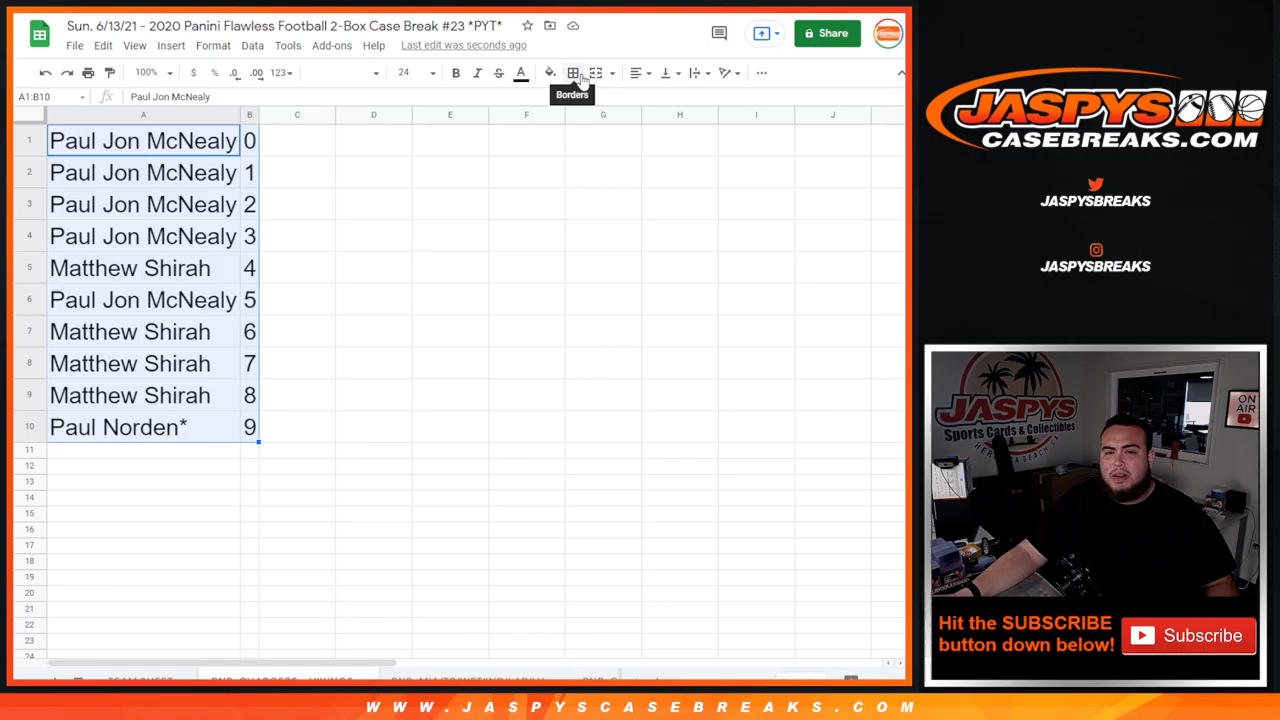 Sun. 6/13/21 - 2020 Panini Flawless Football 2-Box Case Break #23 *PYT*
File Edit View Insert Format Data Tools Add-ons Help Last edit was seconds ago
Share
100% $ % .0 .00 123 24 B I S A
Borders
A1:B10 fx Paul Jon McNealy
A B C D E F G H I J
1 Paul Jon McNealy 0
2 Paul Jon McNealy 1
3 Paul Jon McNealy 2
4 Paul Jon McNealy 3
5 Matthew Shirah 4
6 Paul Jon McNealy 5
7 Matthew Shirah 6
8 Matthew Shirah 7
9 Matthew Shirah 8
10 Paul Norden* 9
11
12
13
14
15
16
17
18
19
20
21
22
23
24
JASPYS
CASEBREAKS.COM
JASPYSBREAKS
JASPYSBREAKS
JASPYS
Sports Cards & Collectibles
ON
AIR
Hit the SUBSCRIBE
button down below!
Subscribe
WWW.JASPYSCASEBREAKS.COM